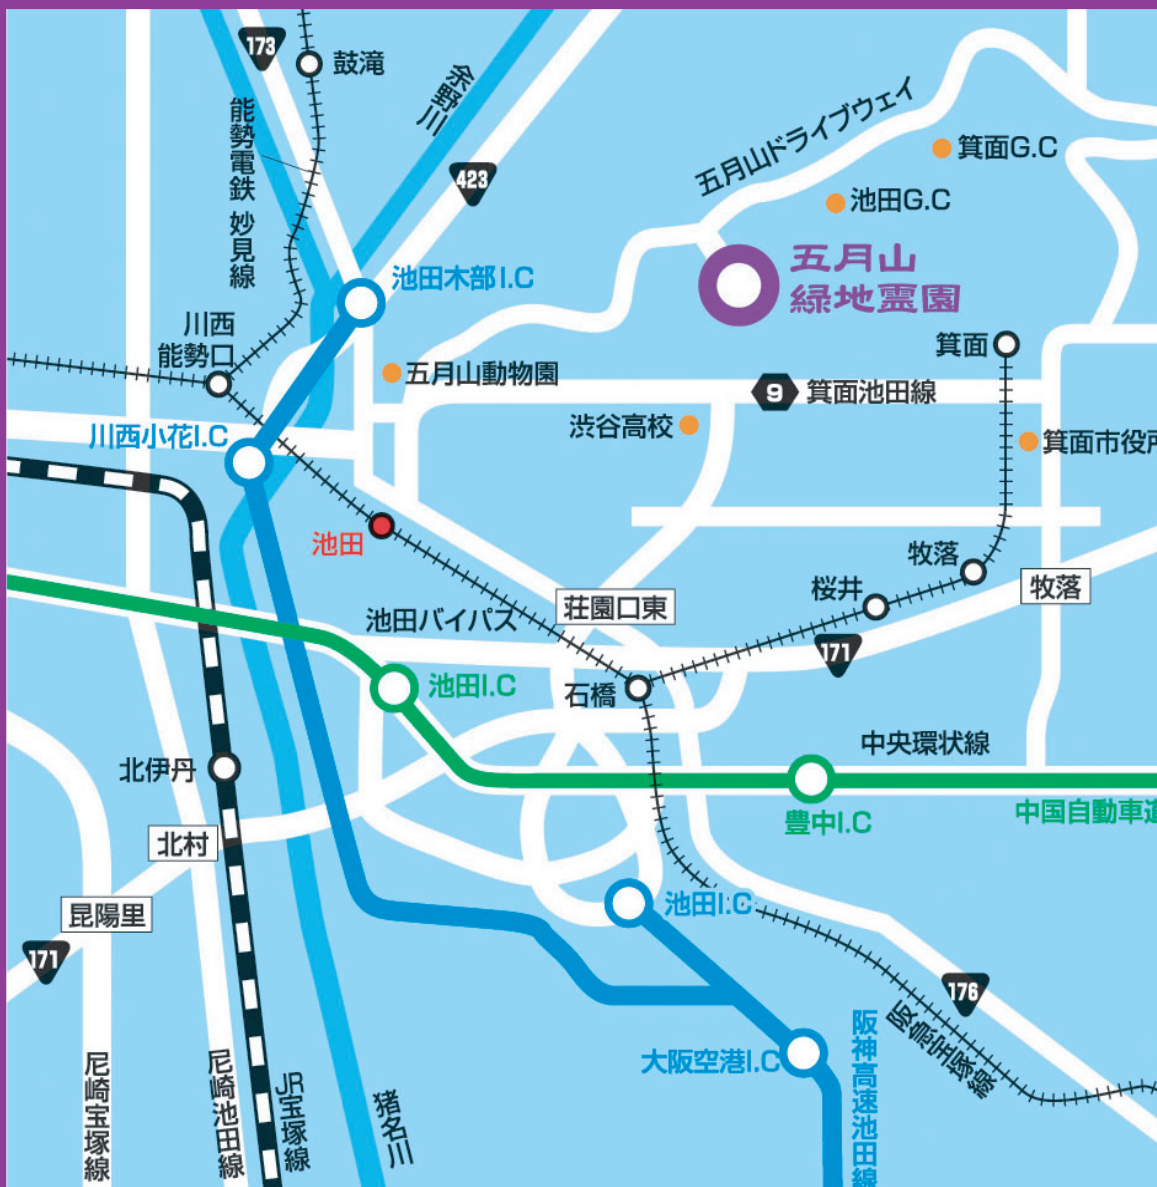 173
鼓滝
余野川
能勢電鉄 妙見線
423
五月山ドライブウェイ
箕面G.C
池田G.C
五月山
緑地霊園
池田木部I.C
川西
能勢口
箕面
五月山動物園
9
箕面池田線
渋谷高校
川西小花I.C
箕面市役所
池田
牧落
桜井
牧落
荘園口東
池田バイパス
171
池田I.C
石橋
中央環状線
北伊丹
豊中I.C
中国自動車道
北村
池田I.C
昆陽里
171
176
阪急宝塚線
大阪空港I.C
阪神高速池田線
尼崎宝塚線
尼崎池田線
JR宝塚線
猪名川